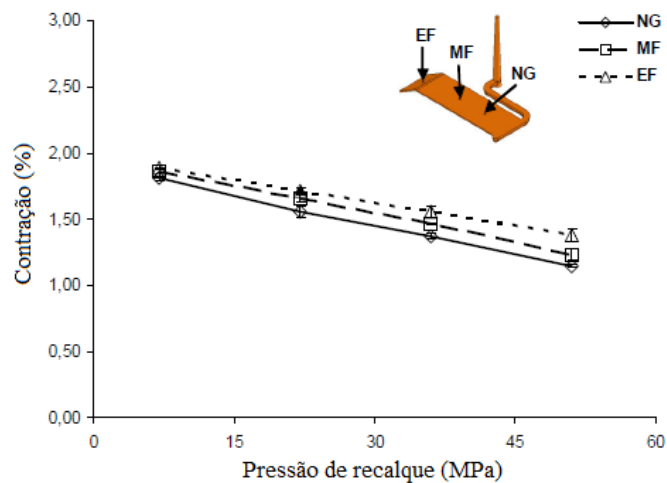 3,00
2,50
2,00
1,50
1,00
0,50
0,00
Contração (%)
0
15
30
45
60
Pressão de recalque (MPa)
EF
MF
NG
NG
MF
EF